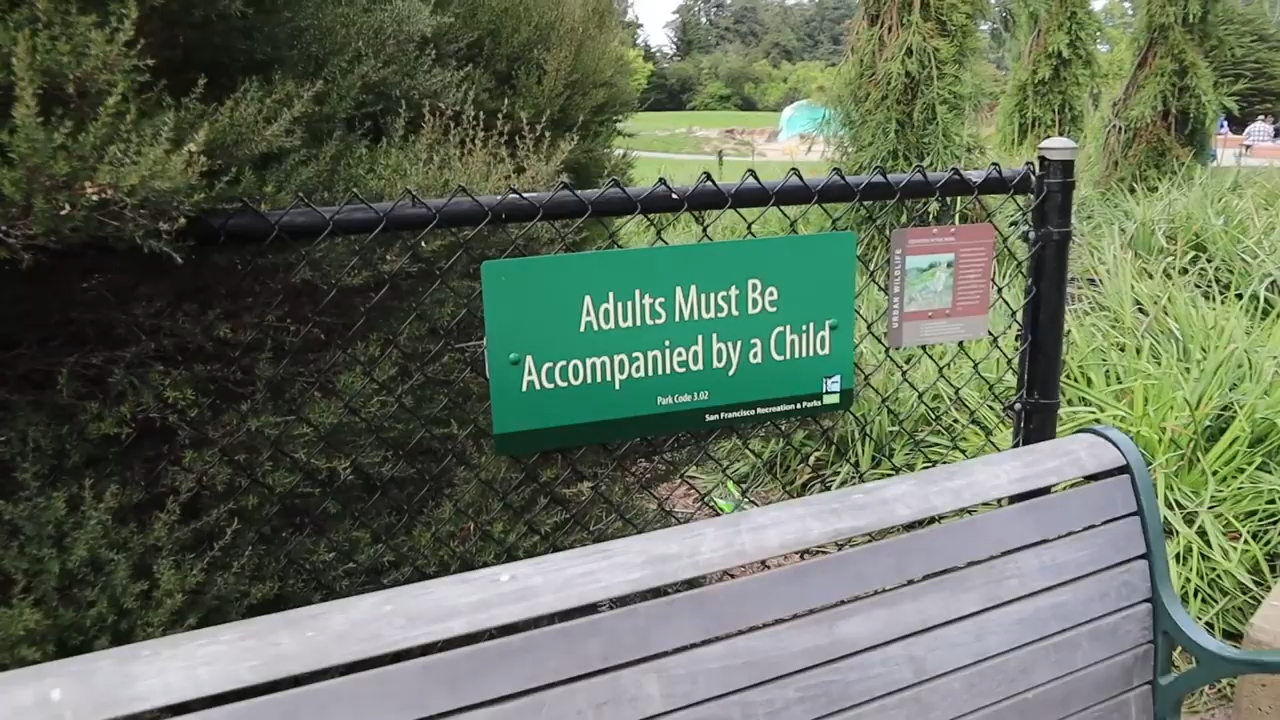 Adults Must Be
Accompanied by a Child
Park Code 3.02
San Francisco Recreation & Parks
URBAN WILDLIFE